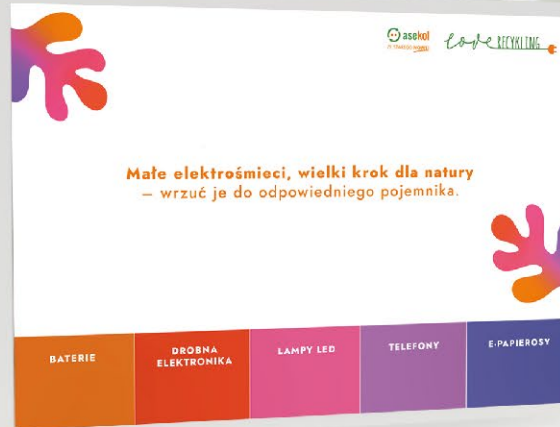 asekol
love RECYKLING
Małe elektrośmieci, wielki krok dla natury
– wrzuć je do odpowiedniego pojemnika.
BATERIE
DROBNA
ELEKTRONIKA
LAMPY LED
TELEFONY
E-PAPIEROSY